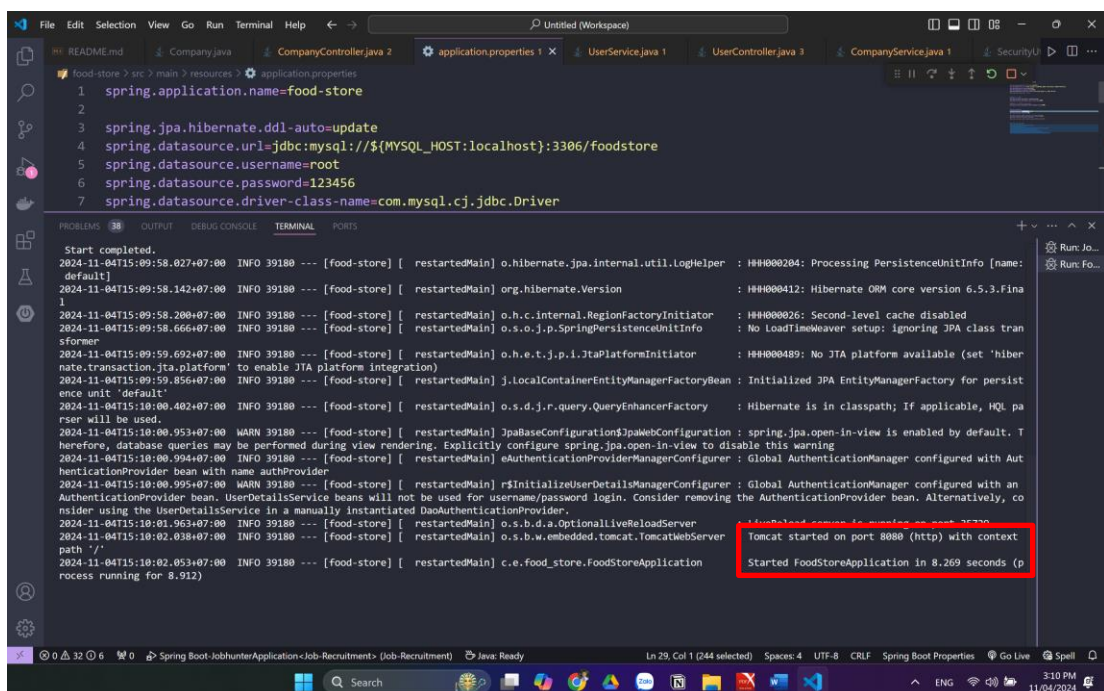 File Edit Selection View Go Run Terminal Help
Untitled (Workspace)
README.md Company.java CompanyController.java 2 application.properties 1 UserService.java 1 UserController.java 3 CompanyService.java 1
food-store > src > main > resources > application.properties
1 spring.application.name=food-store
2
3 spring.jpa.hibernate.ddl-auto=update
4 spring.datasource.url=jdbc:mysql://${MYSQL_HOST:localhost}:3306/foodstore
5 spring.datasource.username=root
6 spring.datasource.password=123456
7 spring.datasource.driver-class-name=com.mysql.cj.jdbc.Driver
PROBLEMS 38 OUTPUT DEBUG CONSOLE TERMINAL PORTS
Run: Jo...
Run: Fo...
Start completed.
2024-11-04T15:09:58.027+07:00 INFO 39180 --- [food-store] [ restartedMain] o.hibernate.jpa.internal.util.LogHelper : HHH000204: Processing PersistenceUnitInfo [name:
default]
2024-11-04T15:09:58.142+07:00 INFO 39180 --- [food-store] [ restartedMain] org.hibernate.Version : HHH000412: Hibernate ORM core version 6.5.3.Fina
l
2024-11-04T15:09:58.200+07:00 INFO 39180 --- [food-store] [ restartedMain] o.h.c.internal.RegionFactoryInitiator : HHH000026: Second-level cache disabled
2024-11-04T15:09:58.666+07:00 INFO 39180 --- [food-store] [ restartedMain] o.s.o.j.p.SpringPersistenceUnitInfo : No LoadTimeWeaver setup: ignoring JPA class tran
sformer
2024-11-04T15:09:59.692+07:00 INFO 39180 --- [food-store] [ restartedMain] o.h.e.t.j.p.i.JtaPlatformInitiator : HHH000489: No JTA platform available (set 'hiber
nate.transaction.jta.platform' to enable JTA platform integration)
2024-11-04T15:09:59.856+07:00 INFO 39180 --- [food-store] [ restartedMain] j.LocalContainerEntityManagerFactoryBean : Initialized JPA EntityManagerFactory for persist
ence unit 'default'
2024-11-04T15:10:00.402+07:00 INFO 39180 --- [food-store] [ restartedMain] o.s.d.j.r.query.QueryEnhancerFactory : Hibernate is in classpath; If applicable, HQL pa
rser will be used.
2024-11-04T15:10:00.953+07:00 WARN 39180 --- [food-store] [ restartedMain] JpaBaseConfiguration$JpaWebConfiguration : spring.jpa.open-in-view is enabled by default. T
herefore, database queries may be performed during view rendering. Explicitly configure spring.jpa.open-in-view to disable this warning
2024-11-04T15:10:00.994+07:00 INFO 39180 --- [food-store] [ restartedMain] eAuthenticationProviderManagerConfigurer : Global AuthenticationManager configured with Aut
henticationProvider bean with name authProvider
2024-11-04T15:10:00.995+07:00 WARN 39180 --- [food-store] [ restartedMain] r$InitializeUserDetailsManagerConfigurer : Global AuthenticationManager configured with an
AuthenticationProvider bean. UserDetailsService beans will not be used for username/password login. Consider removing the AuthenticationProvider bean. Alternatively, co
nsider using the UserDetailsService in a manually instantiated DaoAuthenticationProvider.
2024-11-04T15:10:01.963+07:00 INFO 39180 --- [food-store] [ restartedMain] o.s.b.d.a.OptionalLiveReloadServer : LiveReload server is running on port 35729
2024-11-04T15:10:02.038+07:00 INFO 39180 --- [food-store] [ restartedMain] o.s.b.w.embedded.tomcat.TomcatWebServer Tomcat started on port 8080 (http) with context
path '/'
2024-11-04T15:10:02.053+07:00 INFO 39180 --- [food-store] [ restartedMain] c.e.food_store.FoodStoreApplication Started FoodStoreApplication in 8.269 seconds (p
rocess running for 8.912)
0 32 6 0 Spring Boot-JobhunterApplication<Job-Recruitment> (Job-Recruitment) Java: Ready Ln 29, Col 1 (244 selected) Spaces: 4 UTF-8 CRLF Spring Boot Properties Go Live Spell
Search Zalo ENG 3:10 PM
11/04/2024